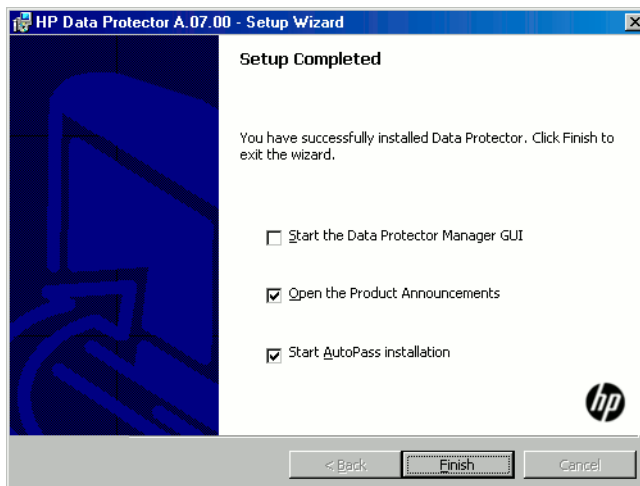 HP Data Protector A.07.00 - Setup Wizard
Setup Completed
You have successfully installed Data Protector. Click Finish to
exit the wizard.
Start the Data Protector Manager GUI
Open the Product Announcements
Start AutoPass installation
hp
< Back
Finish
Cancel